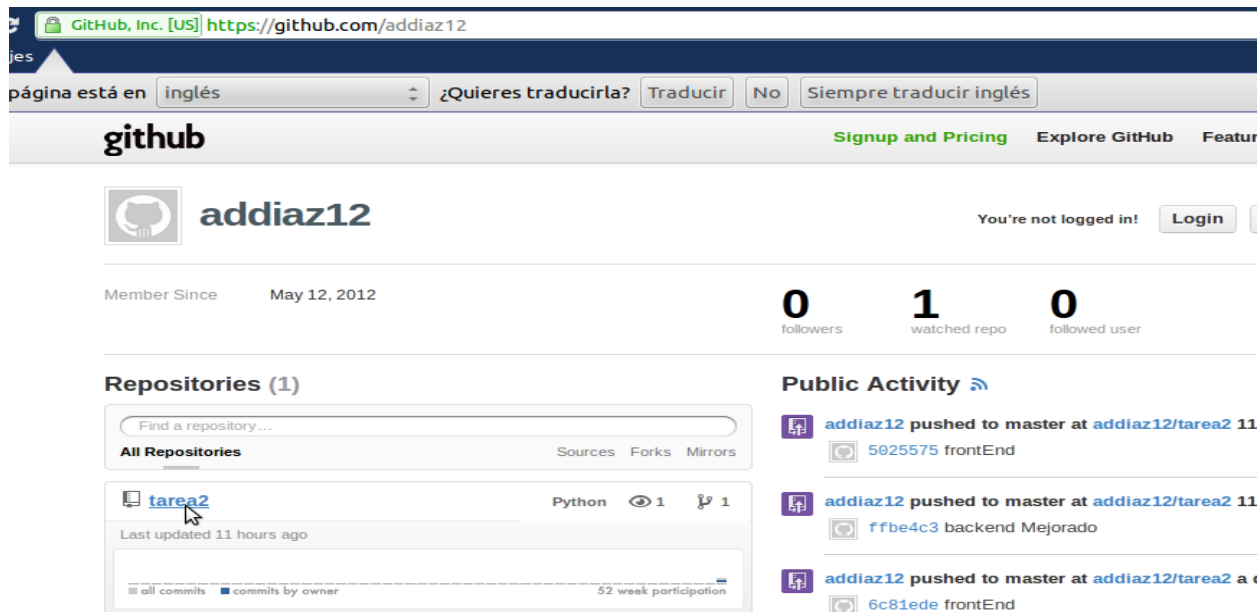 GitHub, Inc. [US] https://github.com/addiaz12
jes
página está en inglés ¿Quieres traducirla? Traducir No Siempre traducir inglés
github Signup and Pricing Explore GitHub Featur
addiaz12 You're not logged in! Login
Member Since May 12, 2012
0 1 0
followers watched repo followed user
Repositories (1)
Find a repository...
All Repositories Sources Forks Mirrors
tarea2 Python 1 1
Last updated 11 hours ago
all commits commits by owner 52 week participation
Public Activity
addiaz12 pushed to master at addiaz12/tarea2 11
5025575 frontEnd
addiaz12 pushed to master at addiaz12/tarea2 11
ffbe4c3 backend Mejorado
addiaz12 pushed to master at addiaz12/tarea2 a
6c81ede frontEnd